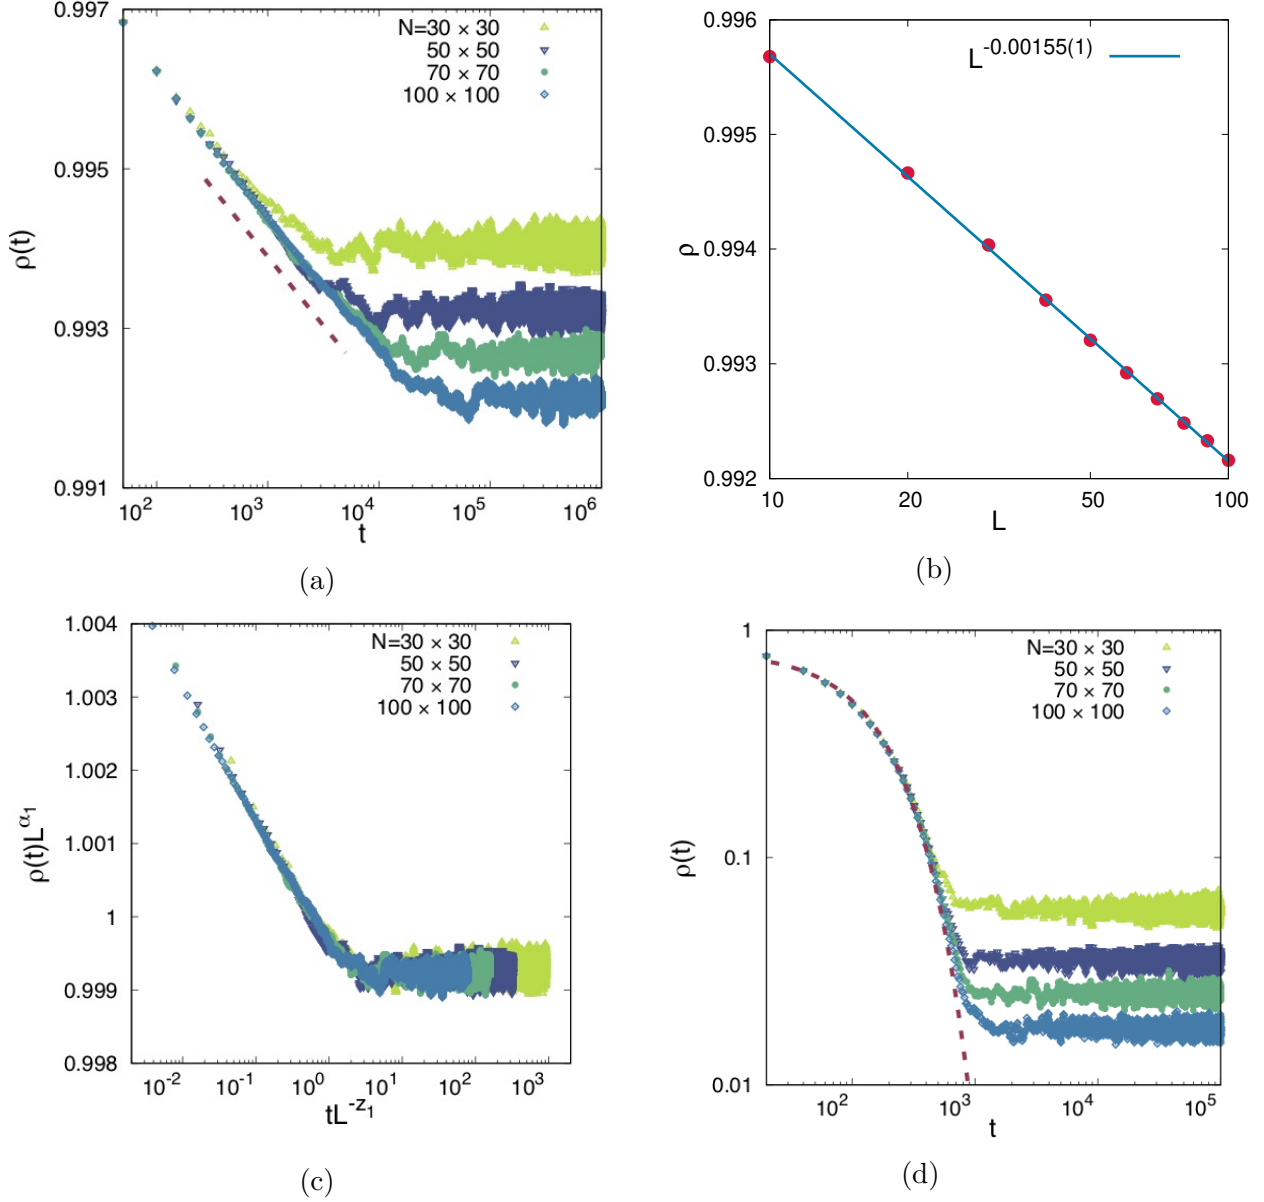 0.997
0.995
0.993
0.991
ρ(t)
N=30 × 30
50 × 50
70 × 70
100 × 100
10^2
10^3
10^4
10^5
10^6
t
(a)
0.996
0.995
0.994
0.993
0.992
ρ
L^-0.00155(1)
10
20
50
100
L
(b)
1.004
1.003
1.002
1.001
1
0.999
0.998
ρ(t)L^α₁
N=30 × 30
50 × 50
70 × 70
100 × 100
10^-2
10^-1
10^0
10^1
10^2
10^3
tL^-z₁
(c)
1
0.1
0.01
ρ(t)
N=30 × 30
50 × 50
70 × 70
100 × 100
10^2
10^3
10^4
10^5
t
(d)